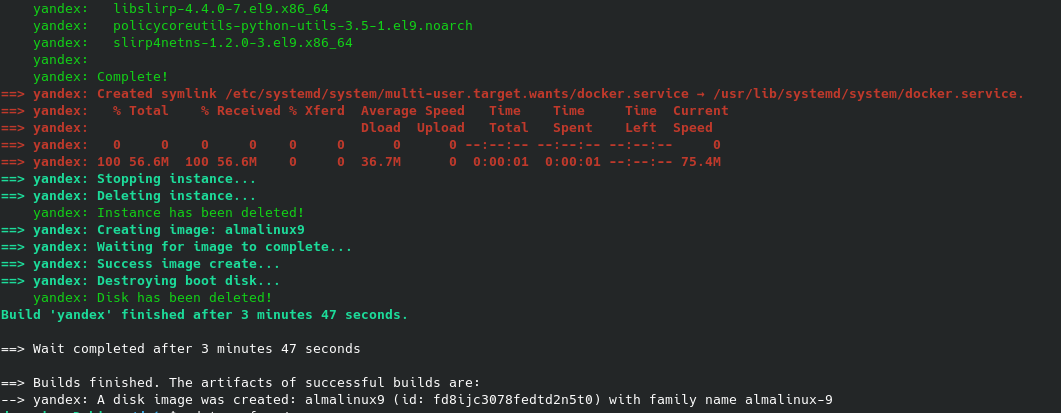 yandex:   libslirp-4.4.0-7.el9.x86_64
yandex:   policycoreutils-python-utils-3.5-1.el9.noarch
yandex:   slirp4netns-1.2.0-3.el9.x86_64
yandex:
yandex: Complete!
==> yandex: Created symlink /etc/systemd/system/multi-user.target.wants/docker.service → /usr/lib/systemd/system/docker.service.
==> yandex:   % Total    % Received % Xferd  Average Speed   Time    Time     Time  Current
==> yandex:                                  Dload  Upload   Total   Spent    Left  Speed
==> yandex:   0     0    0     0    0     0      0      0 --:--:-- --:--:-- --:--:--     0
==> yandex: 100 56.6M  100 56.6M    0     0  36.7M      0  0:00:01  0:00:01 --:--:-- 75.4M
==> yandex: Stopping instance...
==> yandex: Deleting instance...
yandex: Instance has been deleted!
==> yandex: Creating image: almalinux9
==> yandex: Waiting for image to complete...
==> yandex: Success image create...
==> yandex: Destroying boot disk...
yandex: Disk has been deleted!
Build 'yandex' finished after 3 minutes 47 seconds.
==> Wait completed after 3 minutes 47 seconds
==> Builds finished. The artifacts of successful builds are:
--> yandex: A disk image was created: almalinux9 (id: fd8ijc3078fedtd2n5t0) with family name almalinux-9